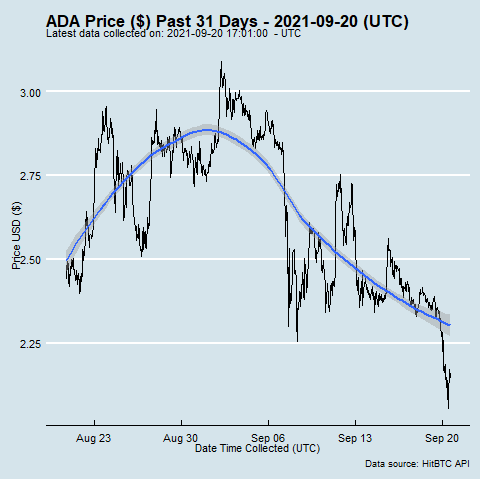 ADA Price ($) Past 31 Days - 2021-09-20 (UTC)
Latest data collected on: 2021-09-20 17:01:00 - UTC
3.00
2.75
2.50
2.25
Price USD ($)
Aug 23 Aug 30 Sep 06 Sep 13 Sep 20
Date Time Collected (UTC)
Data source: HitBTC API